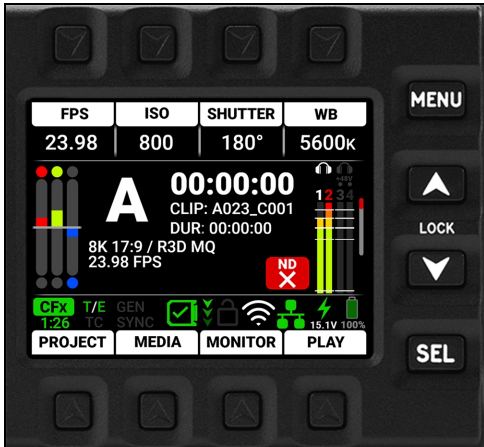 MENU
FPS ISO SHUTTER WB
23.98 800 180° 5600K
+48V
A 00:00:00 1 2 3 4
CLIP: A023_C001
DUR: 00:00:00
LOCK
8K 17:9 / R3D MQ
23.98 FPS
ND
CFx T/E GEN
1:26 TC SYNC 15.1V 100%
PROJECT MEDIA MONITOR PLAY
SEL